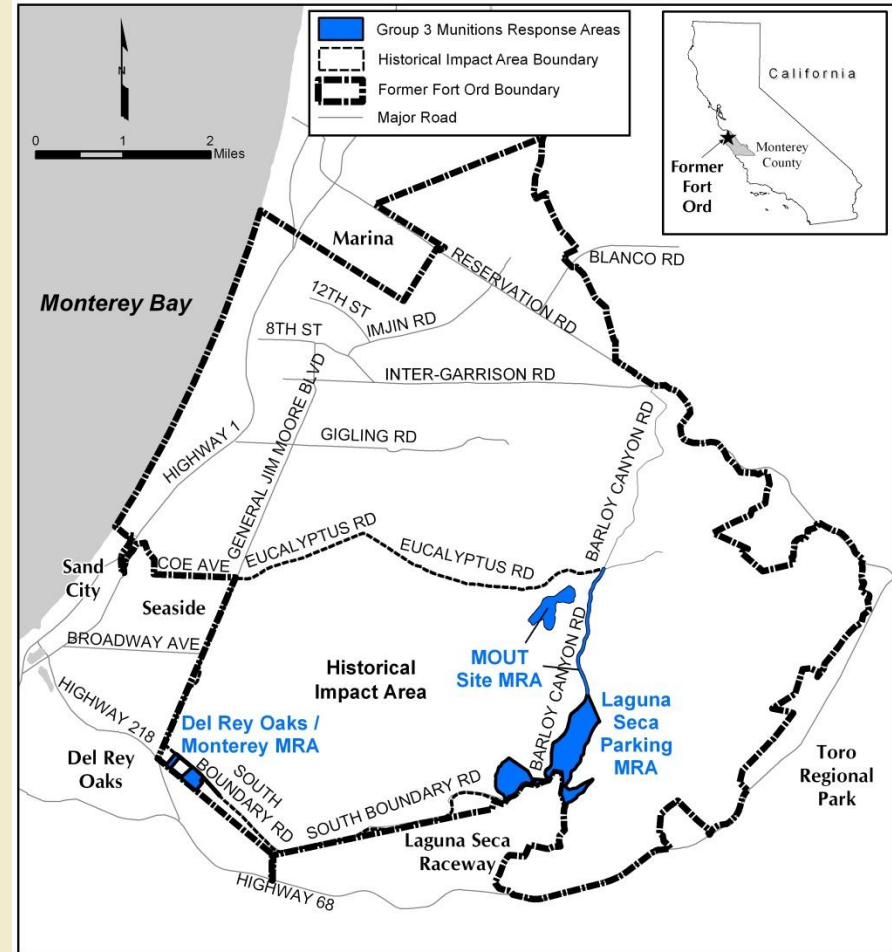 Group 3 Munitions Response Areas
Historical Impact Area Boundary
Former Fort Ord Boundary
Major Road
N
0 1 2
Miles
California
Monterey
County
Former
Fort
Ord
Marina
Monterey Bay
RESERVATION RD
BLANCO RD
12TH ST
IMJIN RD
8TH ST
INTER-GARRISON RD
GENERAL JIM MOORE BLVD
HIGHWAY 1
GIGLING RD
BARLOY CANYON RD
EUCALYPTUS RD
EUCALYPTUS RD
COE AVE
Sand
City
Seaside
BROADWAY AVE
MOUT
Site MRA
BARLOY CANYON RD
Historical
Impact Area
Laguna
Seca
Parking
MRA
HIGHWAY 218
Del Rey Oaks /
Monterey MRA
Del Rey
Oaks
SOUTH
BOUNDARY RD
SOUTH BOUNDARY RD
Toro
Regional
Park
Laguna Seca
Raceway
HIGHWAY 68